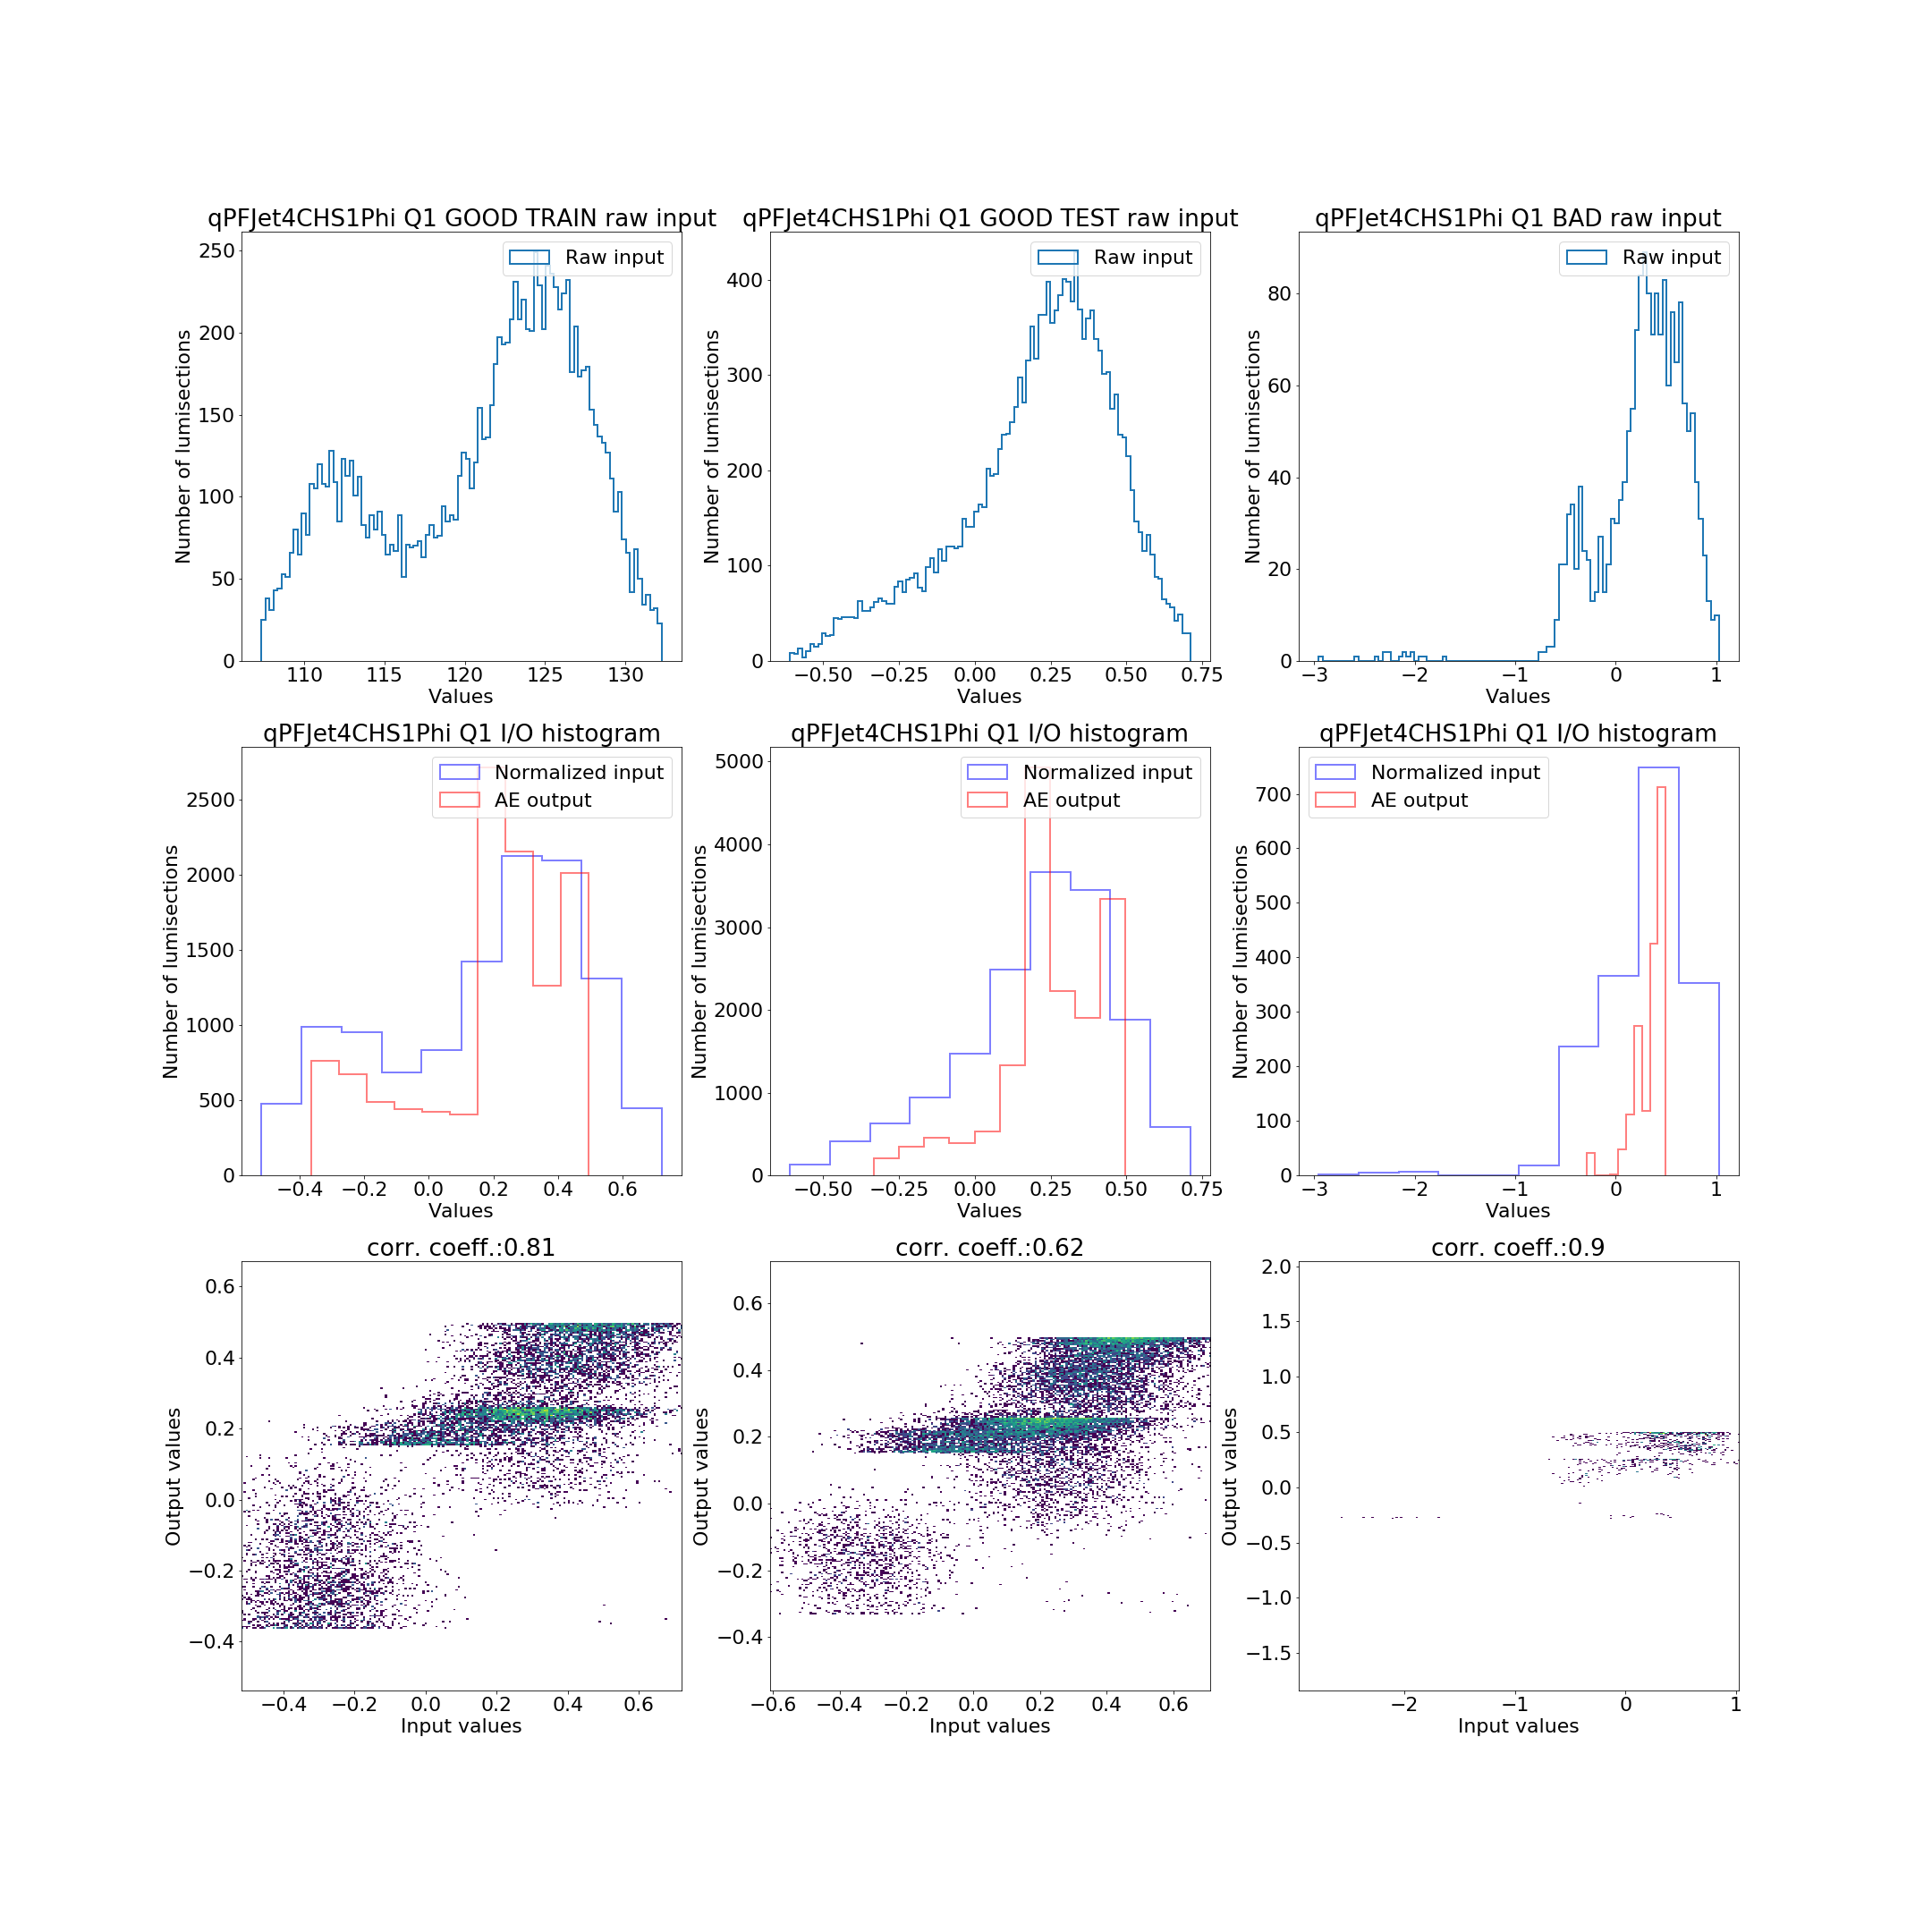 qPFJet4CHS1Phi Q1 GOOD TRAIN raw input
qPFJet4CHS1Phi Q1 GOOD TEST raw input
qPFJet4CHS1Phi Q1 BAD raw input
Raw input
250
200
150
100
50
0
Number of lumisections
110 115 120 125 130
Values
Raw input
400
300
200
100
0
Number of lumisections
−0.50 −0.25 0.00 0.25 0.50 0.75
Values
Raw input
80
60
40
20
0
Number of lumisections
−3 −2 −1 0 1
Values
qPFJet4CHS1Phi Q1 I/O histogram
Normalized input
AE output
2500
2000
1500
1000
500
0
Number of lumisections
−0.4 −0.2 0.0 0.2 0.4 0.6
Values
qPFJet4CHS1Phi Q1 I/O histogram
Normalized input
AE output
5000
4000
3000
2000
1000
0
Number of lumisections
−0.50 −0.25 0.00 0.25 0.50 0.75
Values
qPFJet4CHS1Phi Q1 I/O histogram
Normalized input
AE output
700
600
500
400
300
200
100
0
Number of lumisections
−3 −2 −1 0 1
Values
corr. coeff.:0.81
0.6
0.4
0.2
0.0
−0.2
−0.4
Output values
−0.4 −0.2 0.0 0.2 0.4 0.6
Input values
corr. coeff.:0.62
0.6
0.4
0.2
0.0
−0.2
−0.4
Output values
−0.6 −0.4 −0.2 0.0 0.2 0.4 0.6
Input values
corr. coeff.:0.9
2.0
1.5
1.0
0.5
0.0
−0.5
−1.0
−1.5
Output values
−2 −1 0 1
Input values